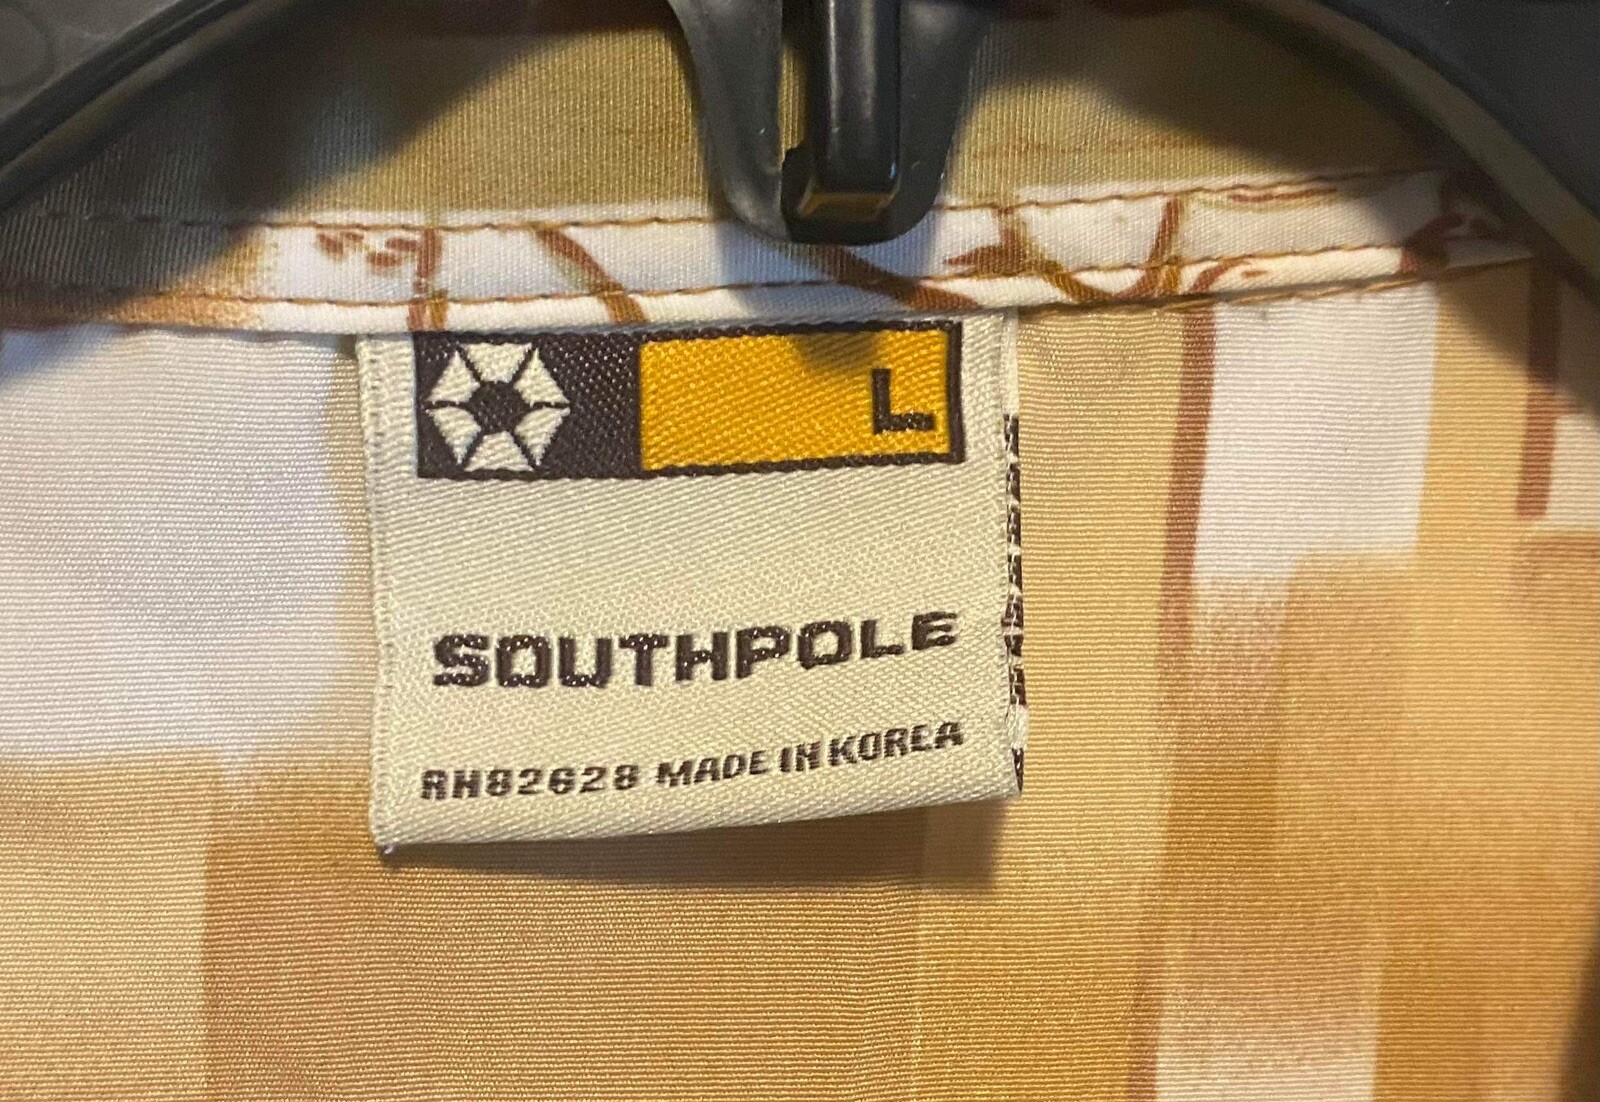 L
SOUTHPOLE
RN82628 MADE IN KOREA